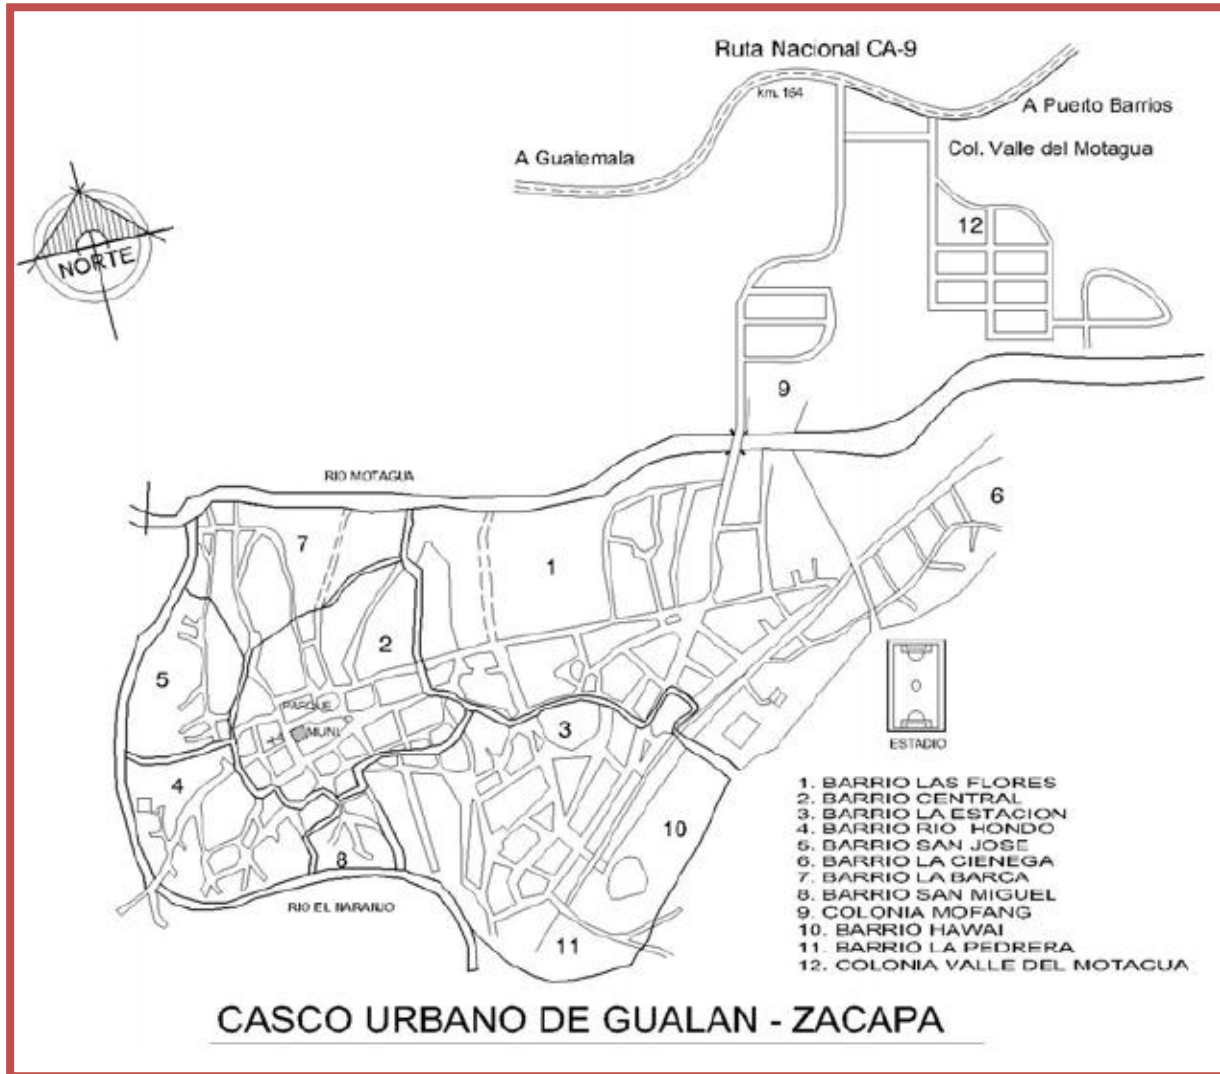 Ruta Nacional CA-9
km. 164
A Puerto Barrios
A Guatemala
Col. Valle del Motagua
12
NORTE
9
RIO MOTAGUA
6
7
1
2
5
PARQUE
MUNI.
3
ESTADIO
4
10
8
RIO EL NARANJO
11
1. BARRIO LAS FLORES
2. BARRIO CENTRAL
3. BARRIO LA ESTACION
4. BARRIO RIO HONDO
5. BARRIO SAN JOSE
6. BARRIO LA CIENEGA
7. BARRIO LA BARCA
8. BARRIO SAN MIGUEL
9. COLONIA MOFANG
10. BARRIO HAWAI
11. BARRIO LA PEDRERA
12. COLONIA VALLE DEL MOTAGUA
CASCO URBANO DE GUALAN - ZACAPA